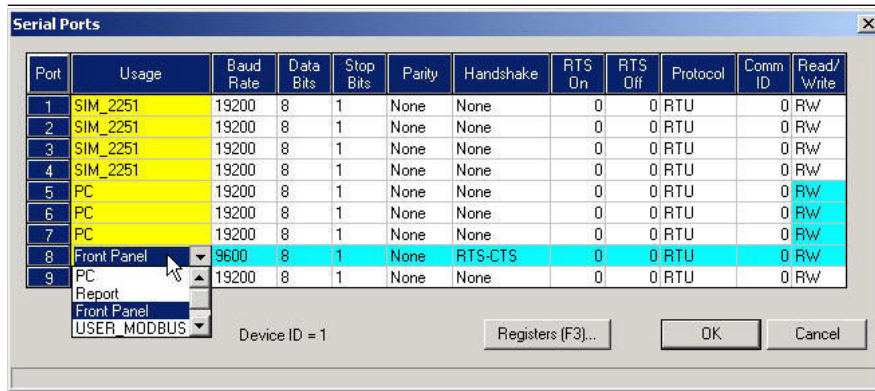 Serial Ports
Port Usage Baud Rate Data Bits Stop Bits Parity Handshake RTS On RTS Off Protocol Comm ID Read/Write
1 SIM_2251 19200 8 1 None None 0 0 RTU 0 RW
2 SIM_2251 19200 8 1 None None 0 0 RTU 0 RW
3 SIM_2251 19200 8 1 None None 0 0 RTU 0 RW
4 SIM_2251 19200 8 1 None None 0 0 RTU 0 RW
5 PC 19200 8 1 None None 0 0 RTU 0 RW
6 PC 19200 8 1 None None 0 0 RTU 0 RW
7 PC 19200 8 1 None None 0 0 RTU 0 RW
8 Front Panel 9600 8 1 None RTS-CTS 0 0 RTU 0 RW
9 PC 19200 8 1 None None 0 0 RTU 0 RW
Report
Front Panel
USER_MODBUS
Device ID = 1 Registers (F3)... OK Cancel